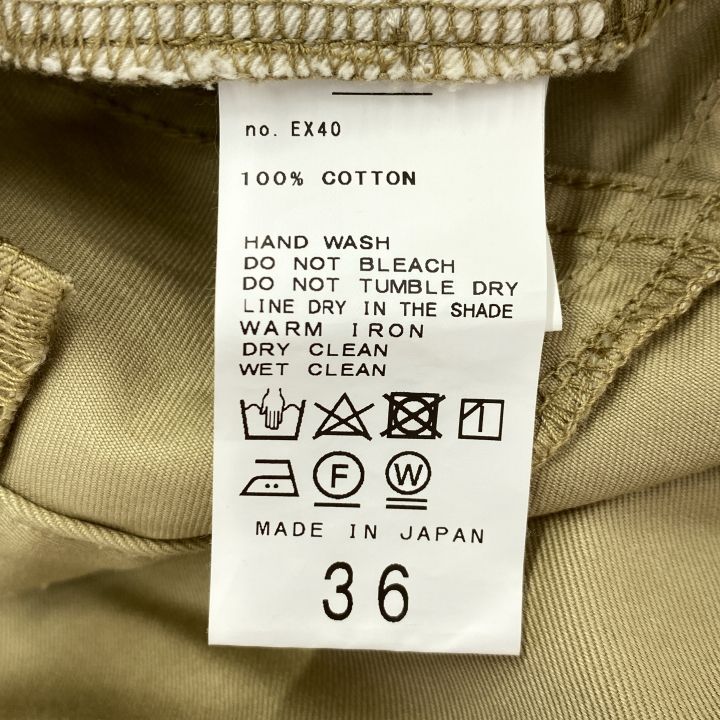 no. EX40
100% COTTON
HAND WASH
DO NOT BLEACH
DO NOT TUMBLE DRY
LINE DRY IN THE SHADE
WARM IRON
DRY CLEAN
WET CLEAN
F W
MADE IN JAPAN
36